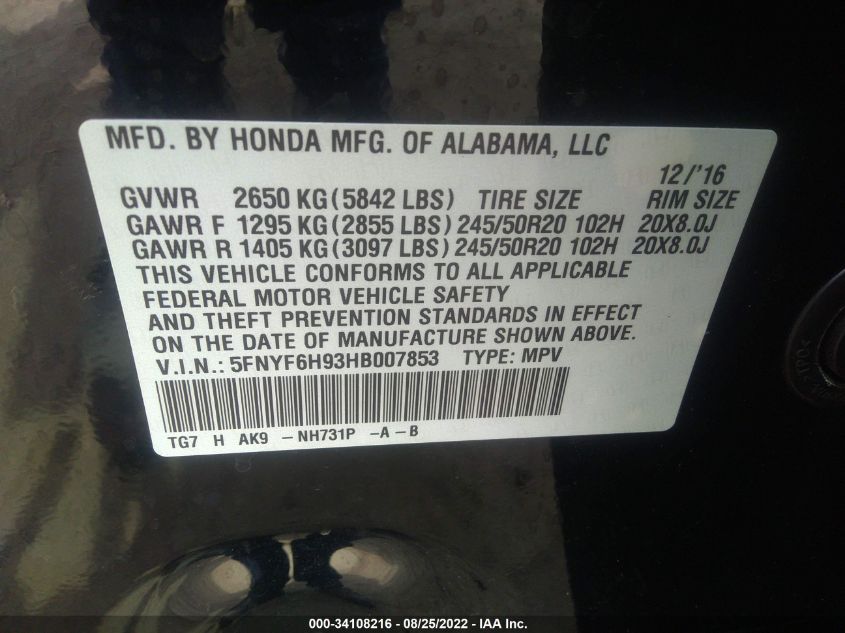 MFD. BY HONDA MFG. OF ALABAMA, LLC
12/'16
GVWR 2650 KG(5842 LBS) TIRE SIZE RIM SIZE
GAWR F 1295 KG(2855 LBS)245/50R20 102H 20X8.0J
GAWR R 1405 KG(3097 LBS)245/50R20 102H 20X8.0J
THIS VEHICLE CONFORMS TO ALL APPLICABLE
FEDERAL MOTOR VEHICLE SAFETY
AND THEFT PREVENTION STANDARDS IN EFFECT
ON THE DATE OF MANUFACTURE SHOWN ABOVE.
V.I.N.: 5FNYF6H93HB007853 TYPE: MPV
TG7 H AK9 -NH731P -A-B
000-34108216 - 08/25/2022 - IAA Inc.